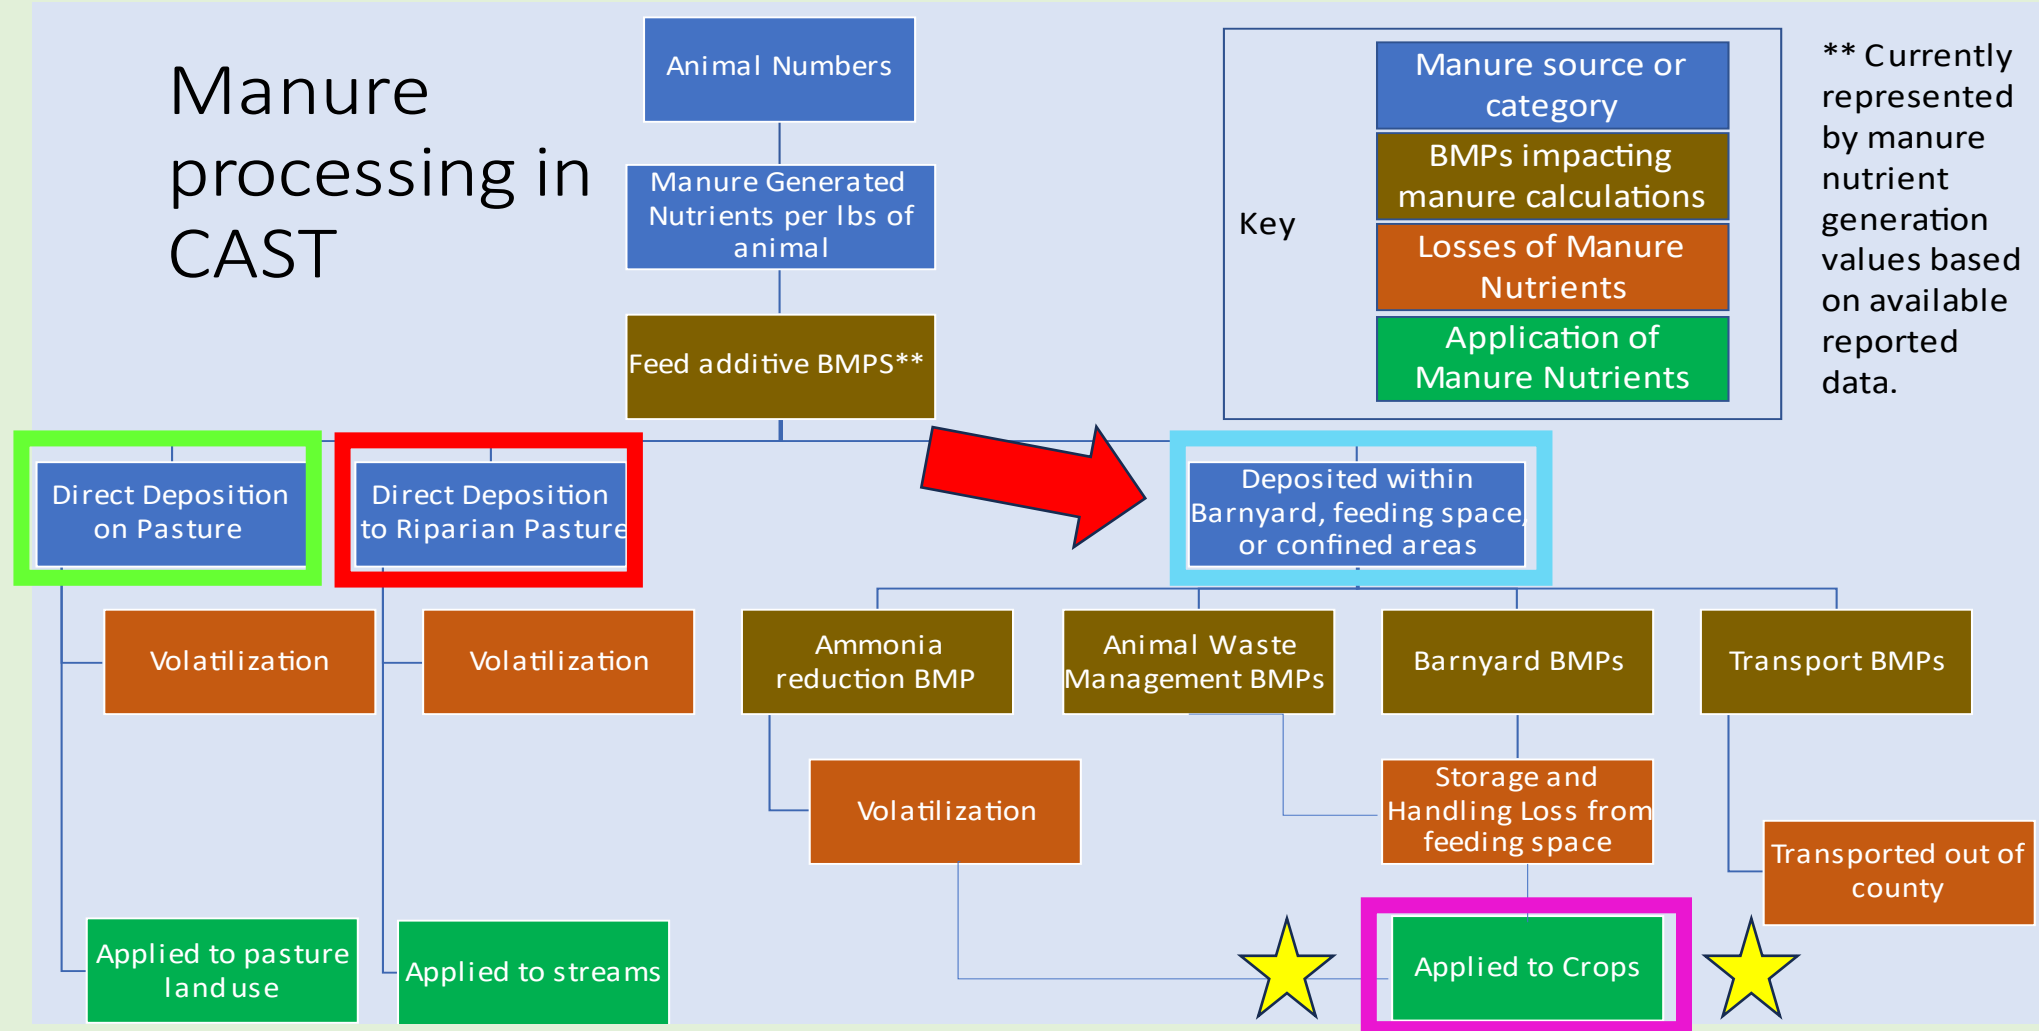 Manure
processing in
CAST
Animal Numbers
Manure Generated
Nutrients per lbs of
animal
Feed additive BMPS**
Key
Manure source or
category
BMPs impacting
manure calculations
Losses of Manure
Nutrients
Application of
Manure Nutrients
** Currently
represented
by manure
nutrient
generation
values based
on available
reported
data.
Direct Deposition
on Pasture
Direct Deposition
to Riparian Pasture
Deposited within
Barnyard, feeding space,
or confined areas
Volatilization
Volatilization
Ammonia
reduction BMP
Animal Waste
Management BMPs
Barnyard BMPs
Transport BMPs
Volatilization
Storage and
Handling Loss from
feeding space
Transported out of
county
Applied to pasture
land use
Applied to streams
Applied to Crops